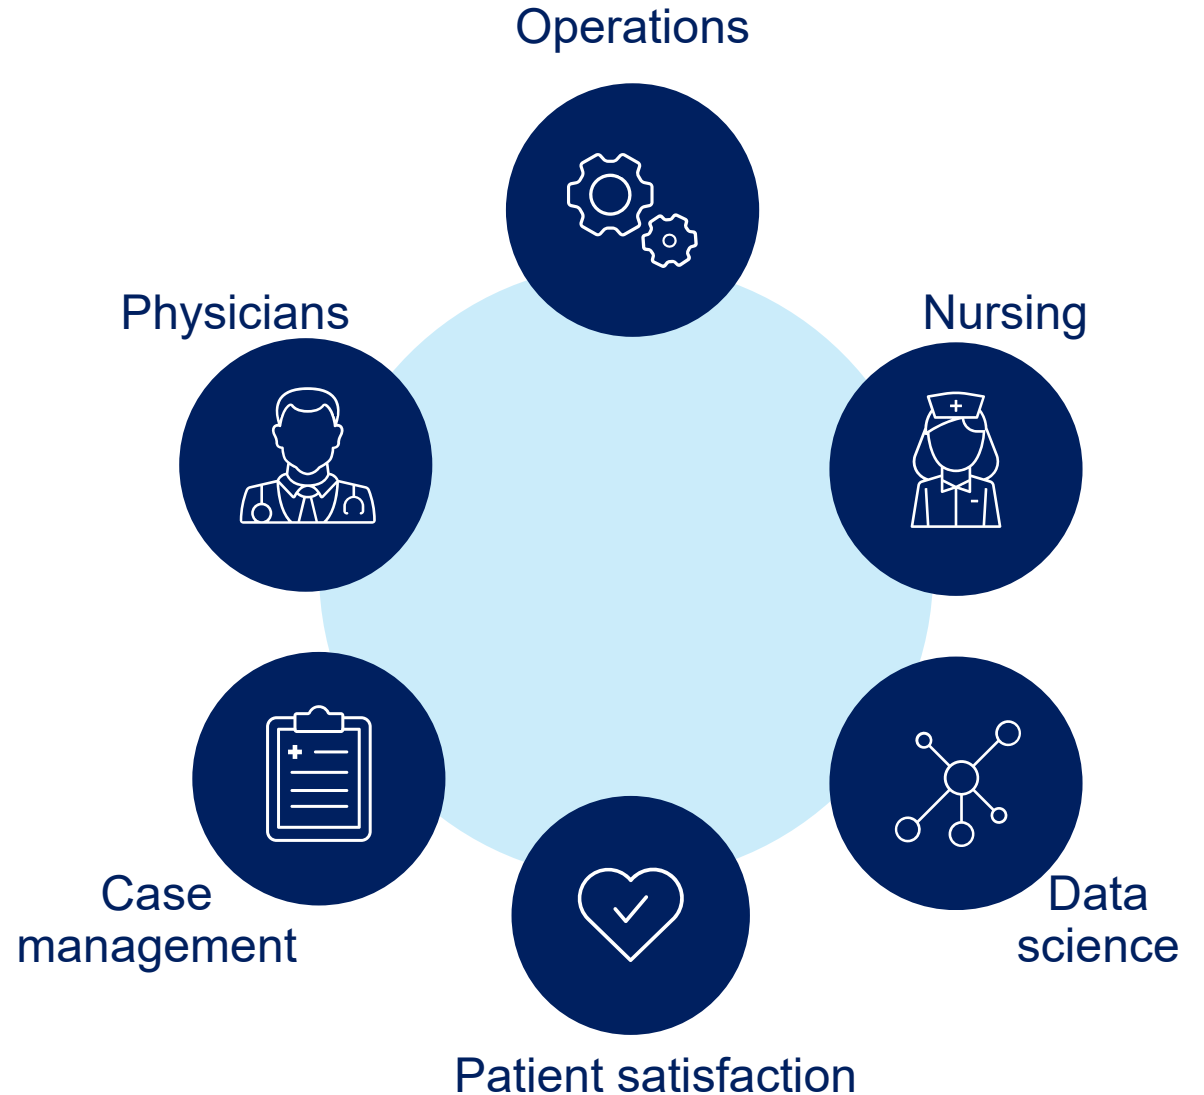 Operations
Physicians
Nursing
Case
management
Data
science
Patient satisfaction